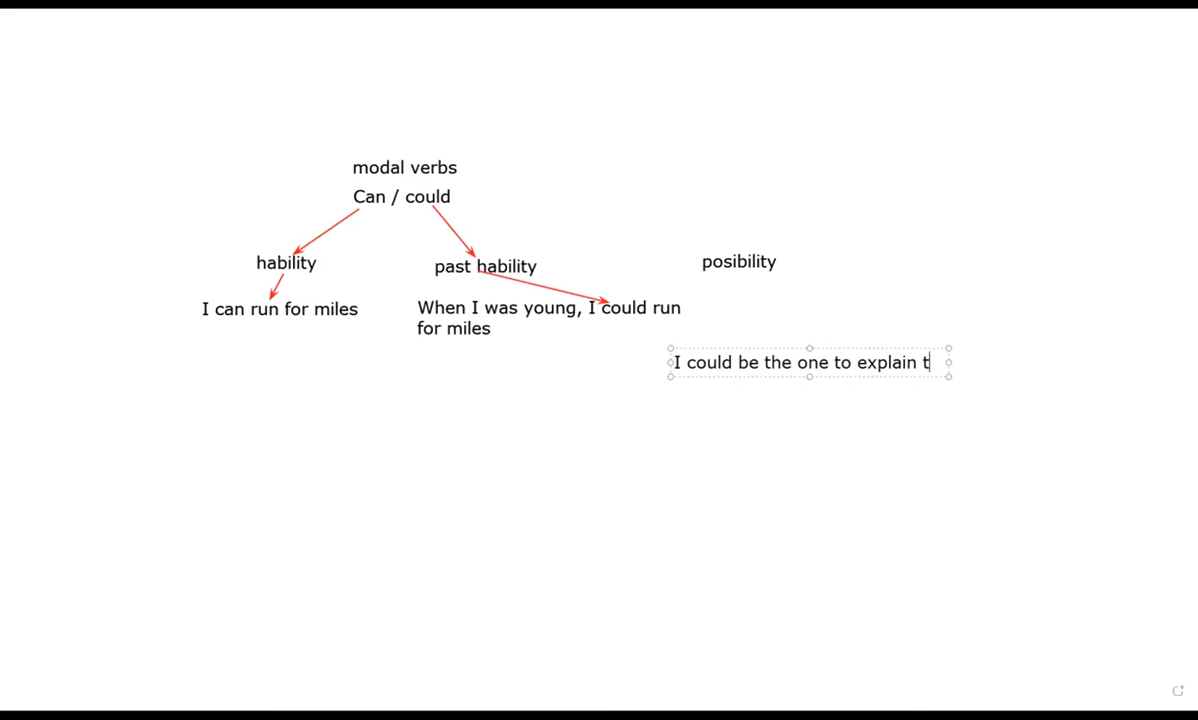 modal verbs
Can / could
hability
past hability
posibility
I can run for miles
When I was young, I could run
for miles
I could be the one to explain t